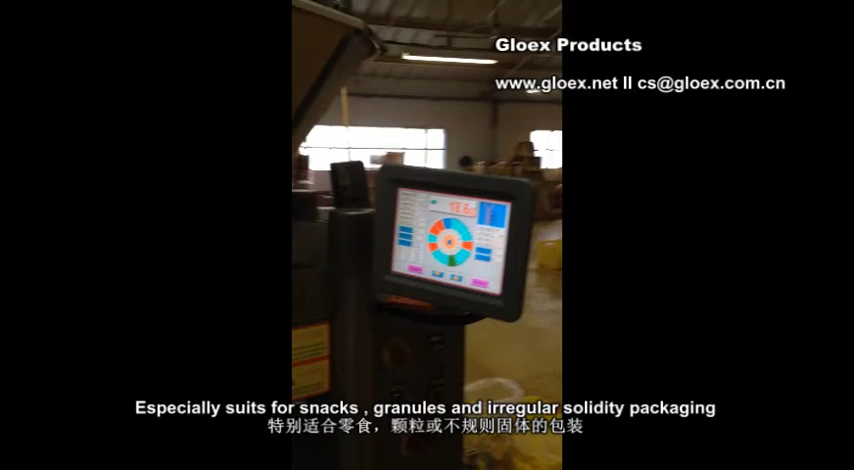 Gloex Products
www.gloex.net II cs@gloex.com.cn
Especially suits for snacks , granules and irregular solidity packaging
特别适合零食，颗粒或不规则固体的包装